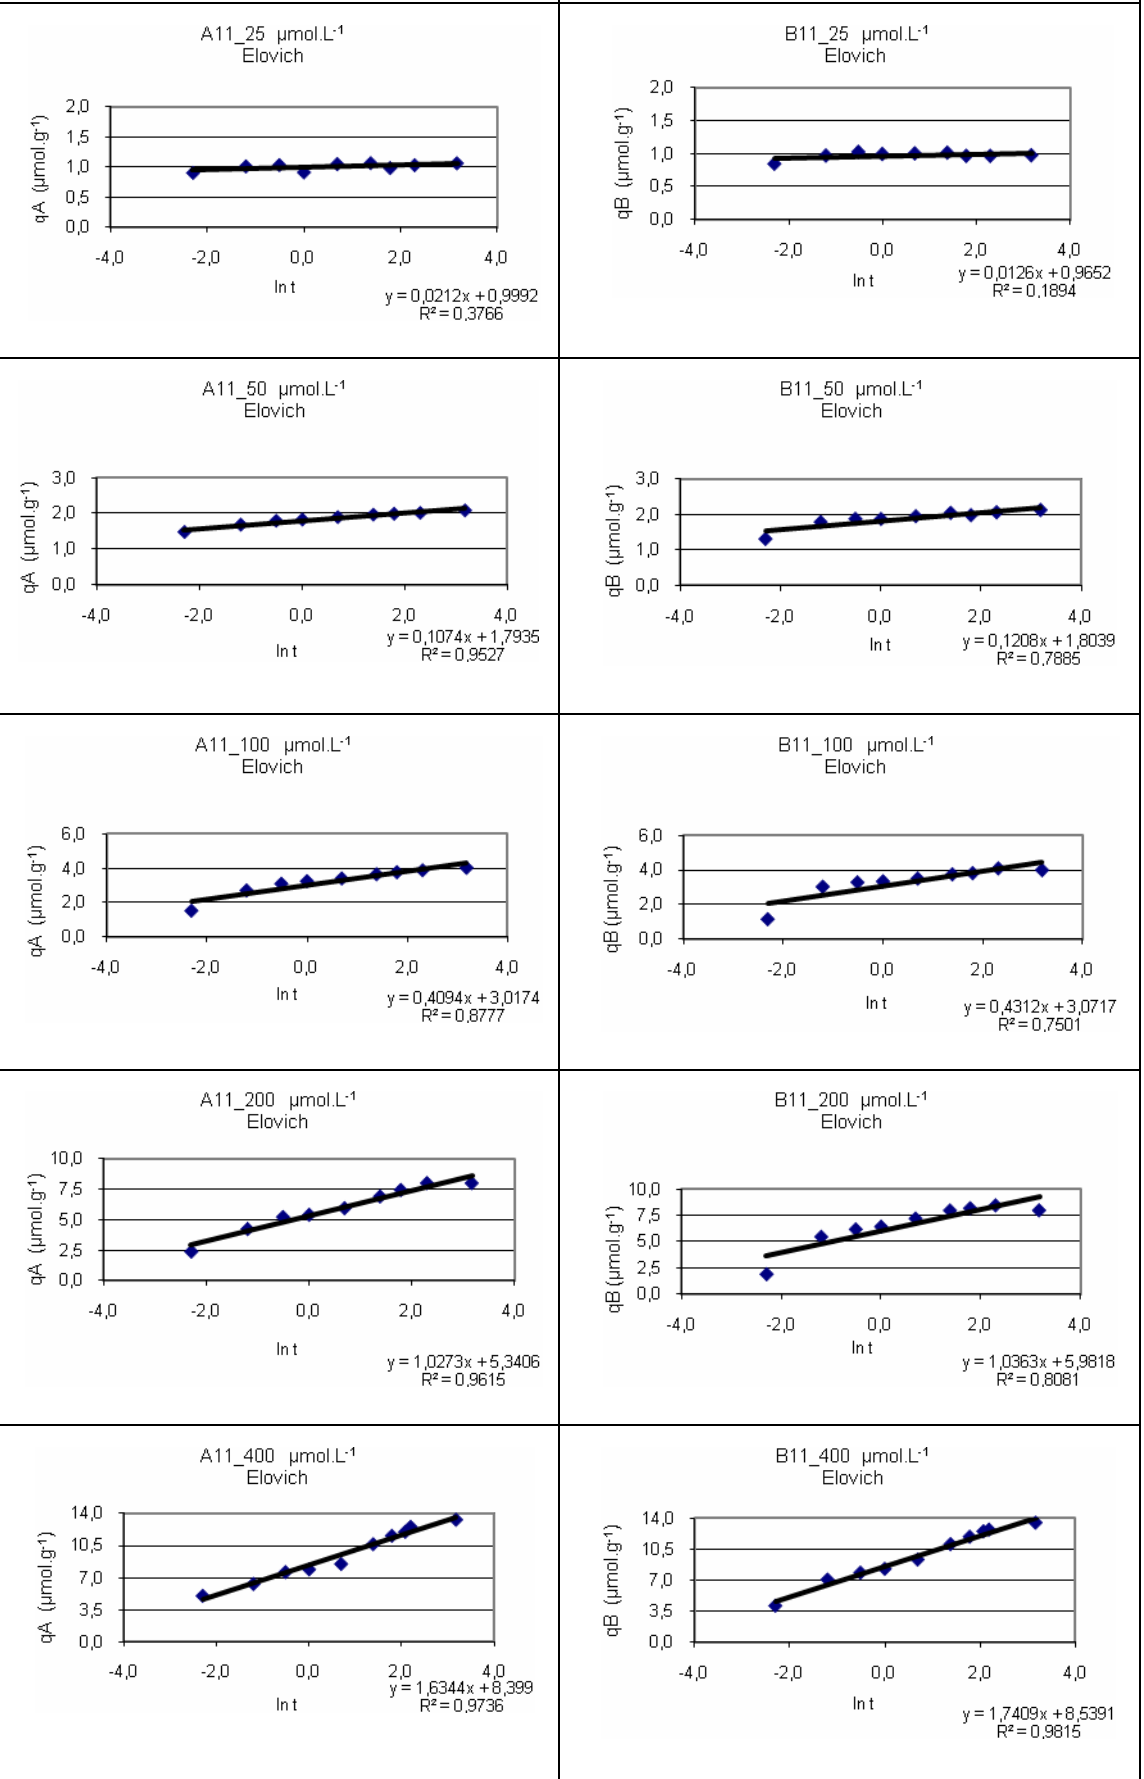 A11_25 µmol.L-1
Elovich
2,0
1,5
1,0
0,5
0,0
qA (µmol.g-1)
-4,0 -2,0 0,0 2,0 4,0
ln t
y = 0,0212x + 0,9992
R² = 0,3766
B11_25 µmol.L-1
Elovich
2,0
1,5
1,0
0,5
0,0
qB (µmol.g-1)
-4,0 -2,0 0,0 2,0 4,0
ln t
y = 0,0126x + 0,9652
R² = 0,1894
A11_50 µmol.L-1
Elovich
3,0
2,0
1,0
0,0
qA (µmol.g-1)
-4,0 -2,0 0,0 2,0 4,0
ln t
y = 0,1074x + 1,7935
R² = 0,9527
B11_50 µmol.L-1
Elovich
3,0
2,0
1,0
0,0
qB (µmol.g-1)
-4,0 -2,0 0,0 2,0 4,0
ln t
y = 0,1208x + 1,8039
R² = 0,7885
A11_100 µmol.L-1
Elovich
6,0
4,0
2,0
0,0
qA (µmol.g-1)
-4,0 -2,0 0,0 2,0 4,0
ln t
y = 0,4094x + 3,0174
R² = 0,8777
B11_100 µmol.L-1
Elovich
6,0
4,0
2,0
0,0
qB (µmol.g-1)
-4,0 -2,0 0,0 2,0 4,0
ln t
y = 0,4312x + 3,0717
R² = 0,7501
A11_200 µmol.L-1
Elovich
10,0
7,5
5,0
2,5
0,0
qA (µmol.g-1)
-4,0 -2,0 0,0 2,0 4,0
ln t
y = 1,0273x + 5,3406
R² = 0,9615
B11_200 µmol.L-1
Elovich
10,0
7,5
5,0
2,5
0,0
qB (µmol.g-1)
-4,0 -2,0 0,0 2,0 4,0
ln t
y = 1,0363x + 5,9818
R² = 0,8081
A11_400 µmol.L-1
Elovich
14,0
10,5
7,0
3,5
0,0
qA (µmol.g-1)
-4,0 -2,0 0,0 2,0 4,0
ln t
y = 1,6344x + 8,399
R² = 0,9736
B11_400 µmol.L-1
Elovich
14,0
10,5
7,0
3,5
0,0
qB (µmol.g-1)
-4,0 -2,0 0,0 2,0 4,0
ln t
y = 1,7409x + 8,5391
R² = 0,9815